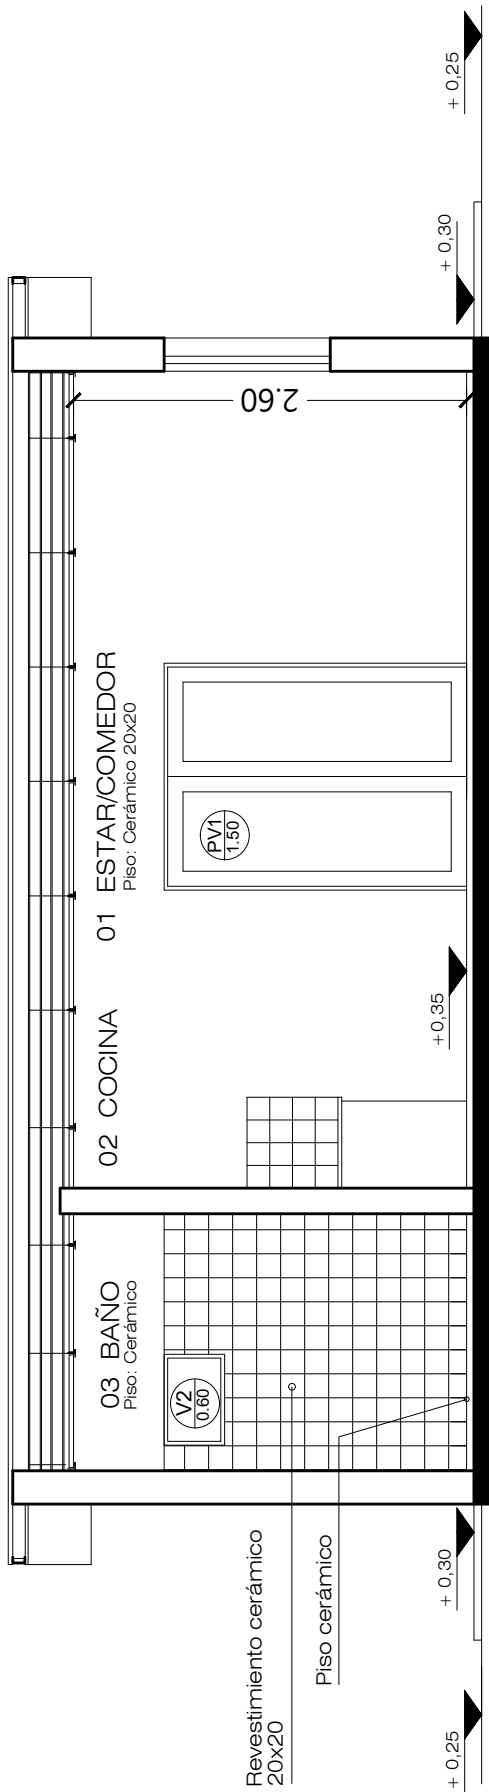 03 BAÑO
Piso: Cerámico
02 COCINA
01 ESTAR/COMEDOR
Piso: Cerámico 20x20
V2
0.60
PV1
1.50
2.60
Revestimiento cerámico
20x20
Piso cerámico
+ 0,25
+ 0,30
+0,35
+ 0,30
+ 0,25